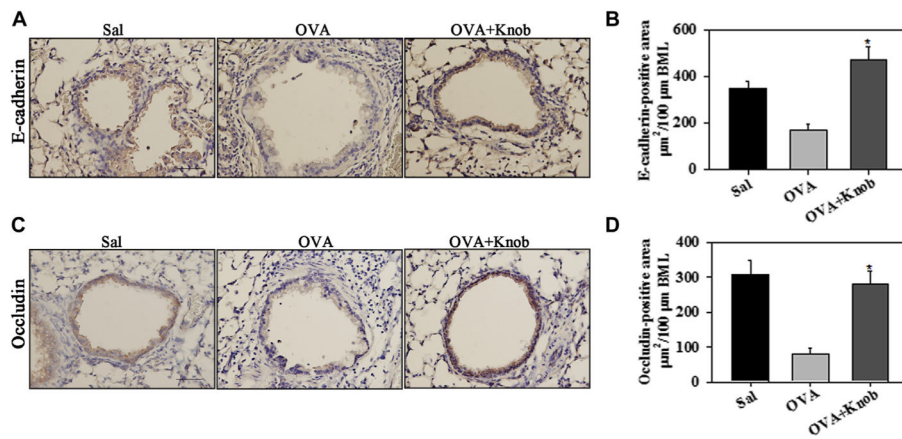 A
Sal
OVA
OVA+Knob
E-cadherin
B
E-cadherin-positive area
µm²/100 µm BML
600
400
200
0
*
Sal
OVA
OVA+Knob
C
Sal
OVA
OVA+Knob
Occludin
D
Occludin-positive area
µm²/100 µm BML
400
300
200
100
0
*
Sal
OVA
OVA+Knob